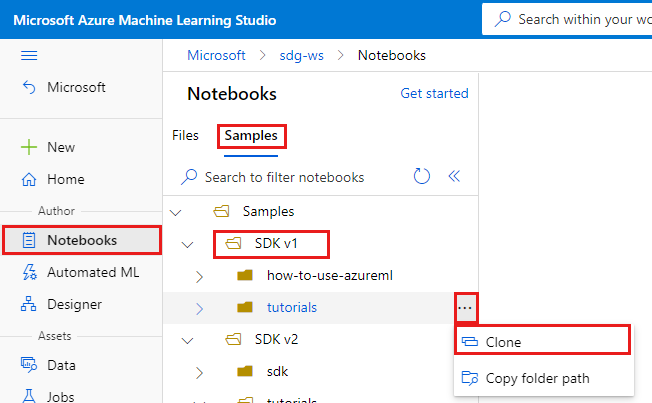 Microsoft Azure Machine Learning Studio
Search within your wo
Microsoft > sdg-ws > Notebooks
Microsoft
Notebooks
Get started
Files
Samples
New
Search to filter notebooks
Home
Samples
Author
Notebooks
SDK v1
Automated ML
how-to-use-azureml
Designer
tutorials
...
Assets
SDK v2
Clone
Data
sdk
Copy folder path
Jobs
tutorials